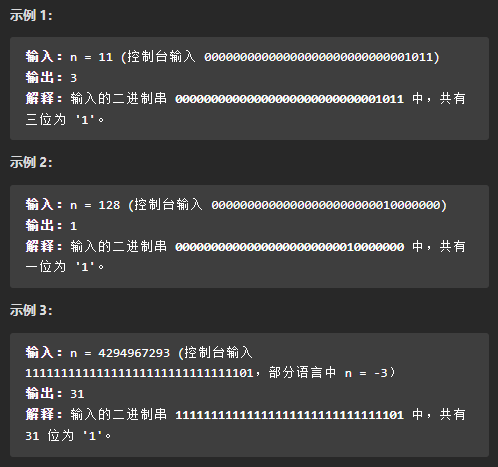 示例 1：
输入：n = 11 (控制台输入 00000000000000000000000000001011)
输出：3
解释：输入的二进制串 00000000000000000000000000001011 中，共有
三位为 '1'。
示例 2：
输入：n = 128 (控制台输入 00000000000000000000000010000000)
输出：1
解释：输入的二进制串 00000000000000000000000010000000 中，共有
一位为 '1'。
示例 3：
输入：n = 4294967293 (控制台输入
11111111111111111111111111111101，部分语言中 n = -3）
输出：31
解释：输入的二进制串 11111111111111111111111111111101 中，共有
31 位为 '1'。